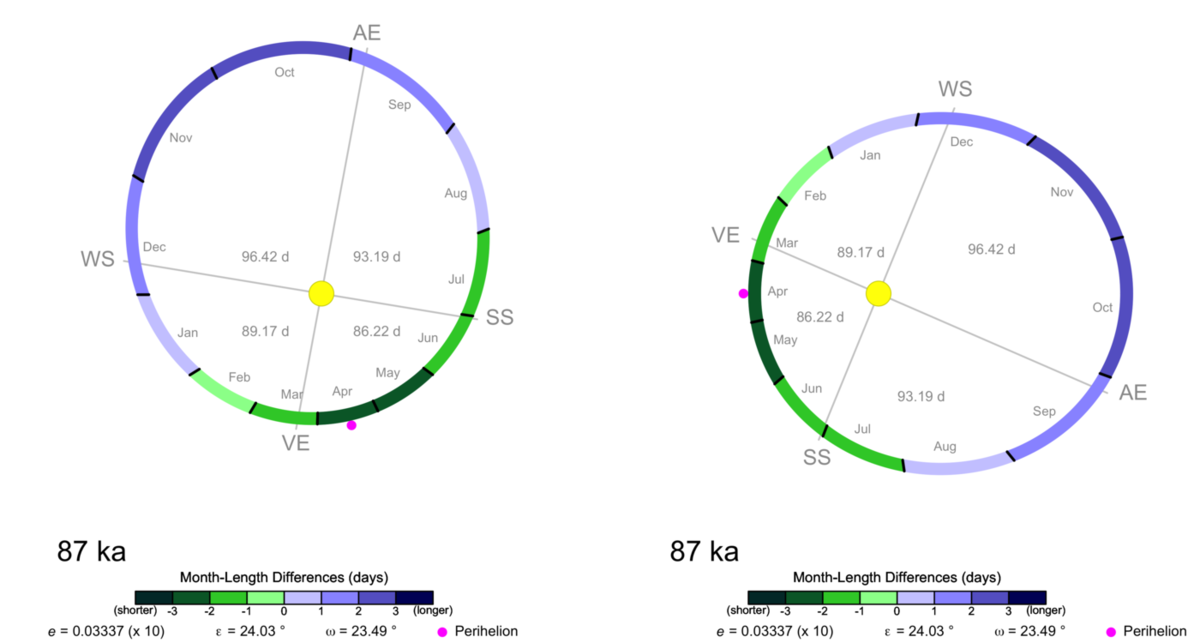 AE
Oct
Sep
Nov
Aug
Dec
96.42 d
93.19 d
WS
Jul
SS
89.17 d
86.22 d
Jan
Jun
Feb
May
Mar
Apr
VE
87 ka
Month-Length Differences (days)
(shorter) -3 -2 -1 0 1 2 3 (longer)
e = 0.03337 (x 10) ε = 24.03 ° ω = 23.49 ° Perihelion
WS
Dec
Jan
Nov
Feb
VE
Mar
89.17 d
96.42 d
Apr
Oct
86.22 d
May
Jun
93.19 d
AE
Sep
Jul
Aug
SS
87 ka
Month-Length Differences (days)
(shorter) -3 -2 -1 0 1 2 3 (longer)
e = 0.03337 (x 10) ε = 24.03 ° ω = 23.49 ° Perihelion